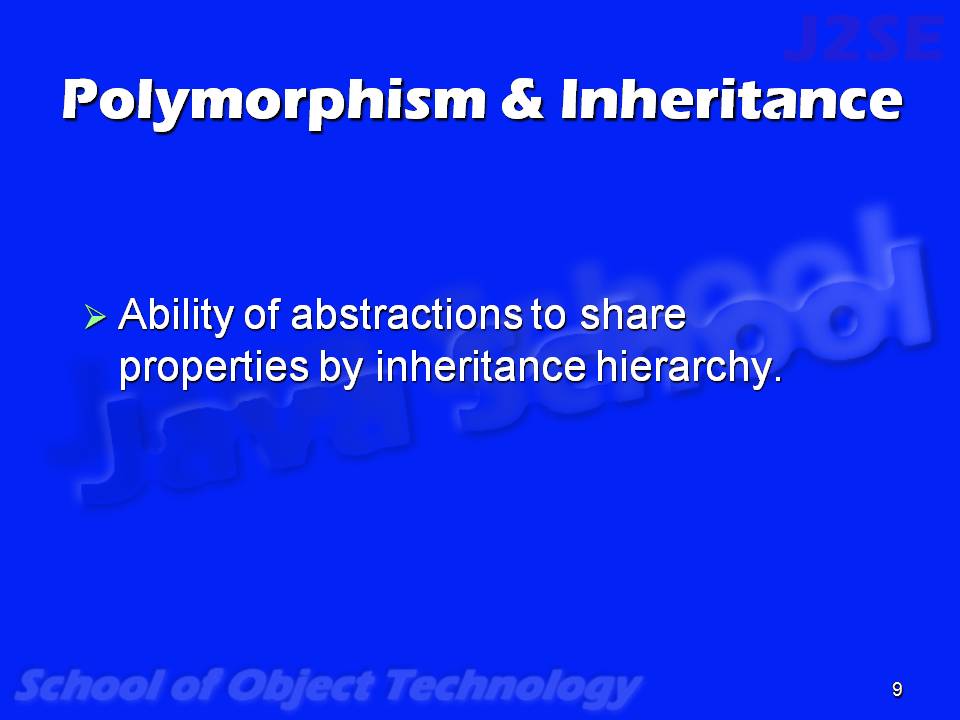 J2SE
Polymorphism & Inheritance
Java School
➢ Ability of abstractions to share
properties by inheritance hierarchy.
School of Object Technology
9